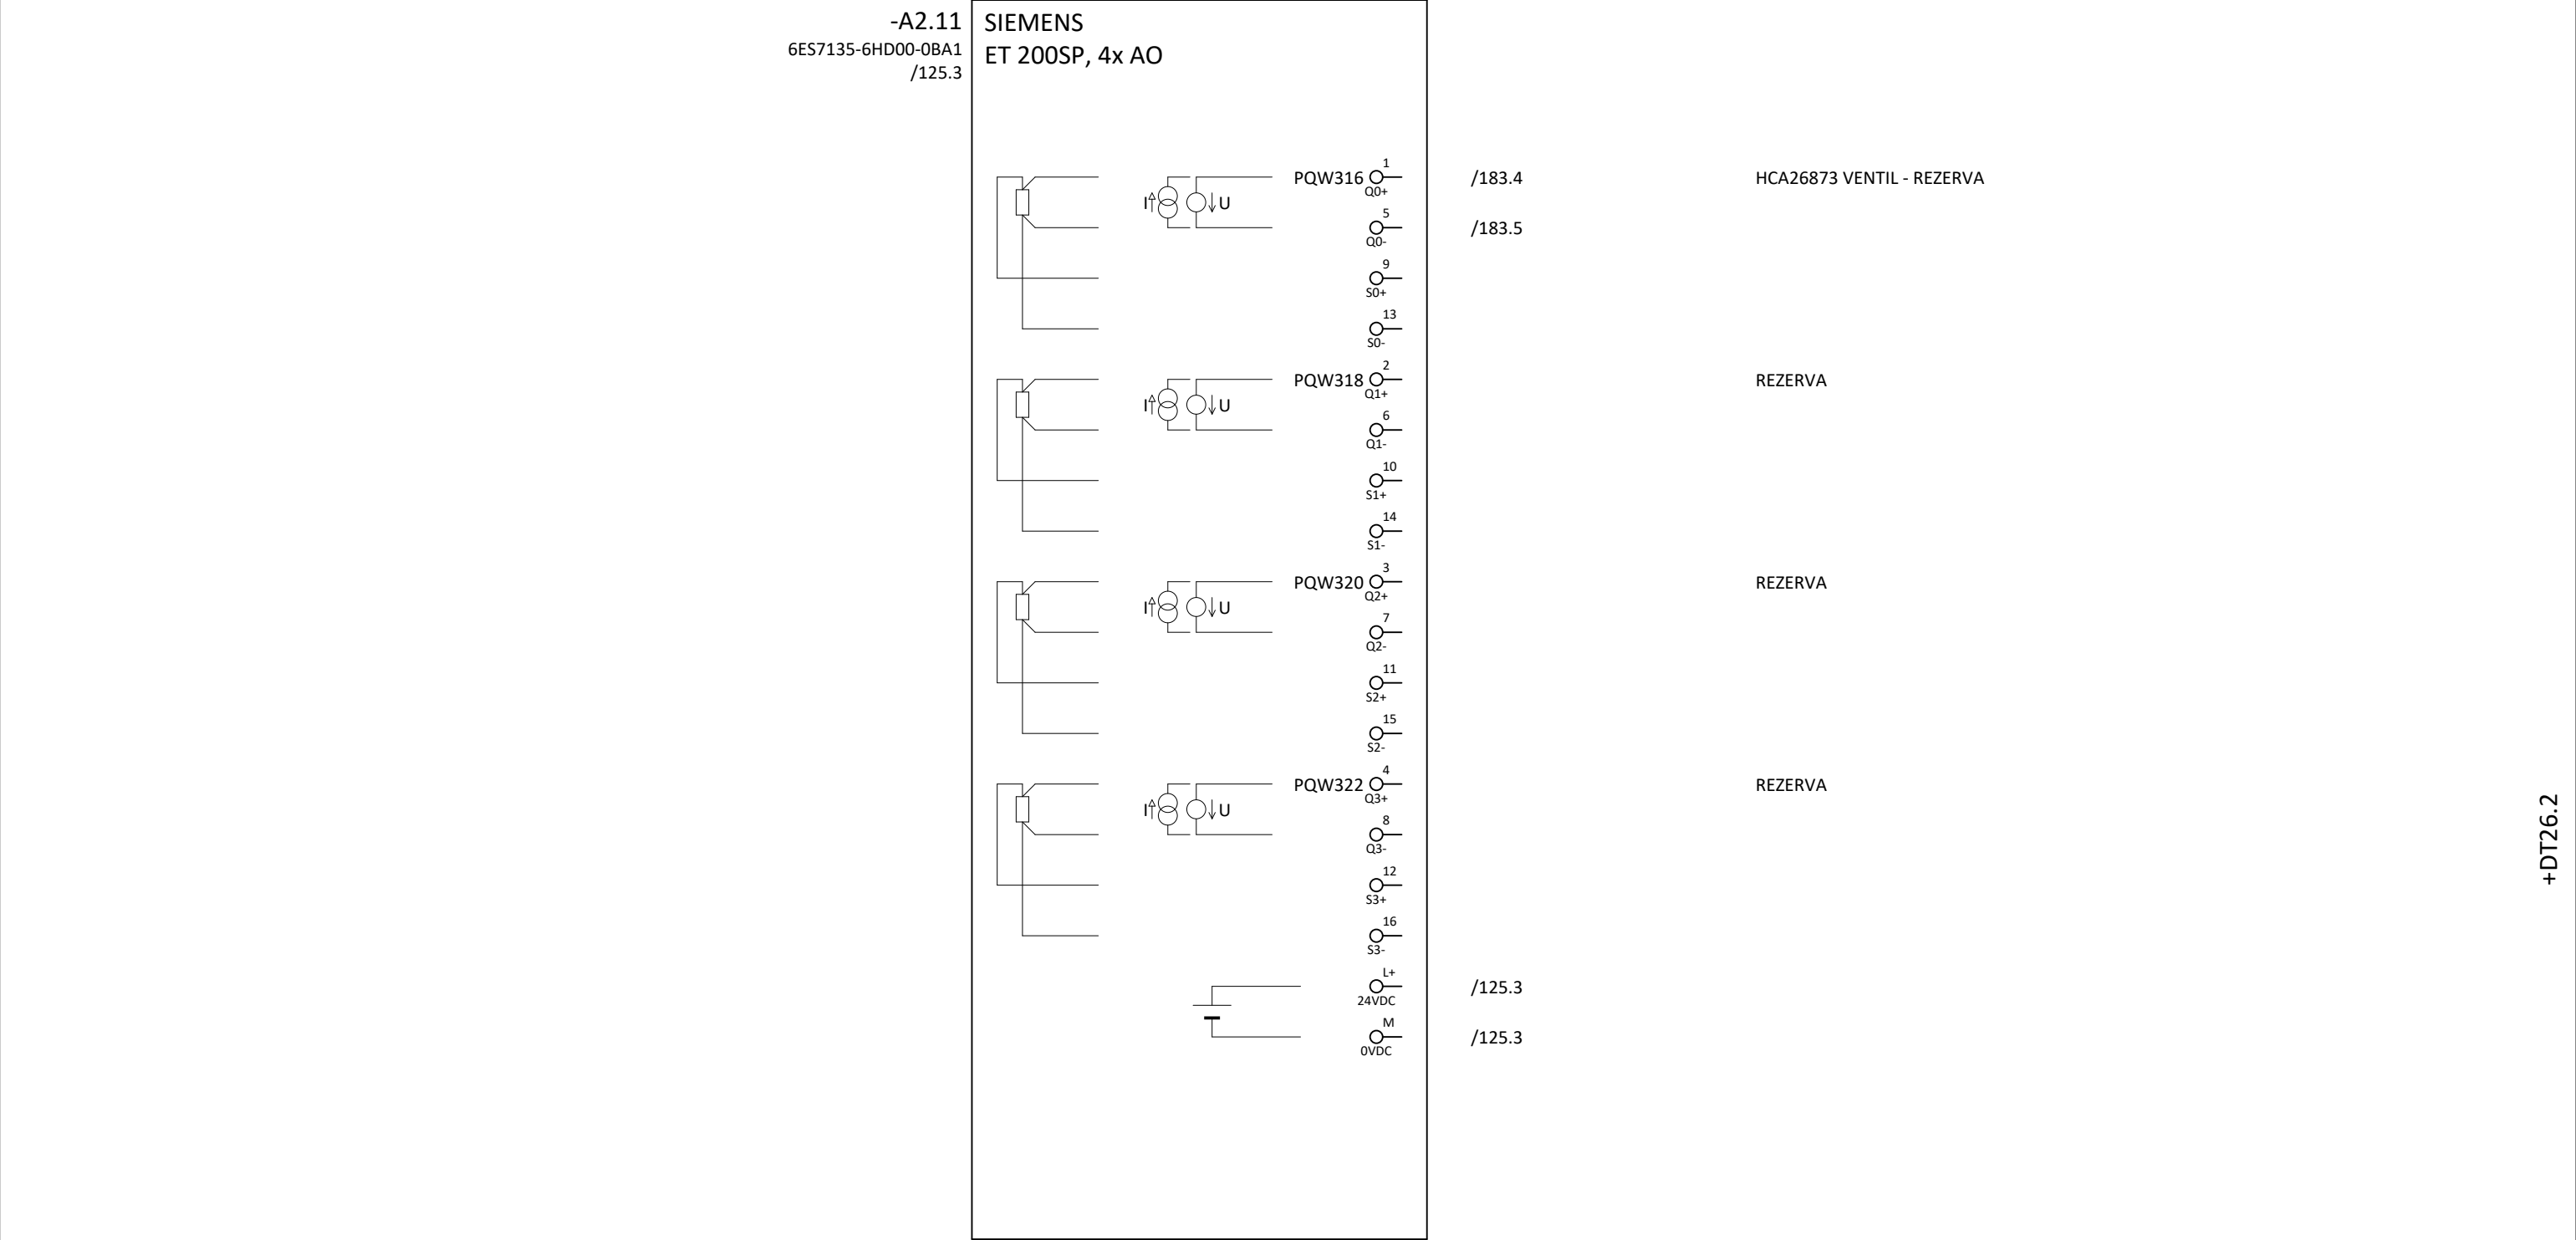 -A2.11
6ES7135-6HD00-0BA1
/125.3
SIEMENS
ET 200SP, 4x AO
I U PQW316 1 Q0+ /183.4 HCA26873 VENTIL - REZERVA
5 Q0- /183.5
9 S0+
13 S0-
I U PQW318 2 Q1+ REZERVA
6 Q1-
10 S1+
14 S1-
I U PQW320 3 Q2+ REZERVA
7 Q2-
11 S2+
15 S2-
I U PQW322 4 Q3+ REZERVA
8 Q3-
12 S3+
16 S3-
L+ 24VDC /125.3
M 0VDC /125.3
+DT26.2